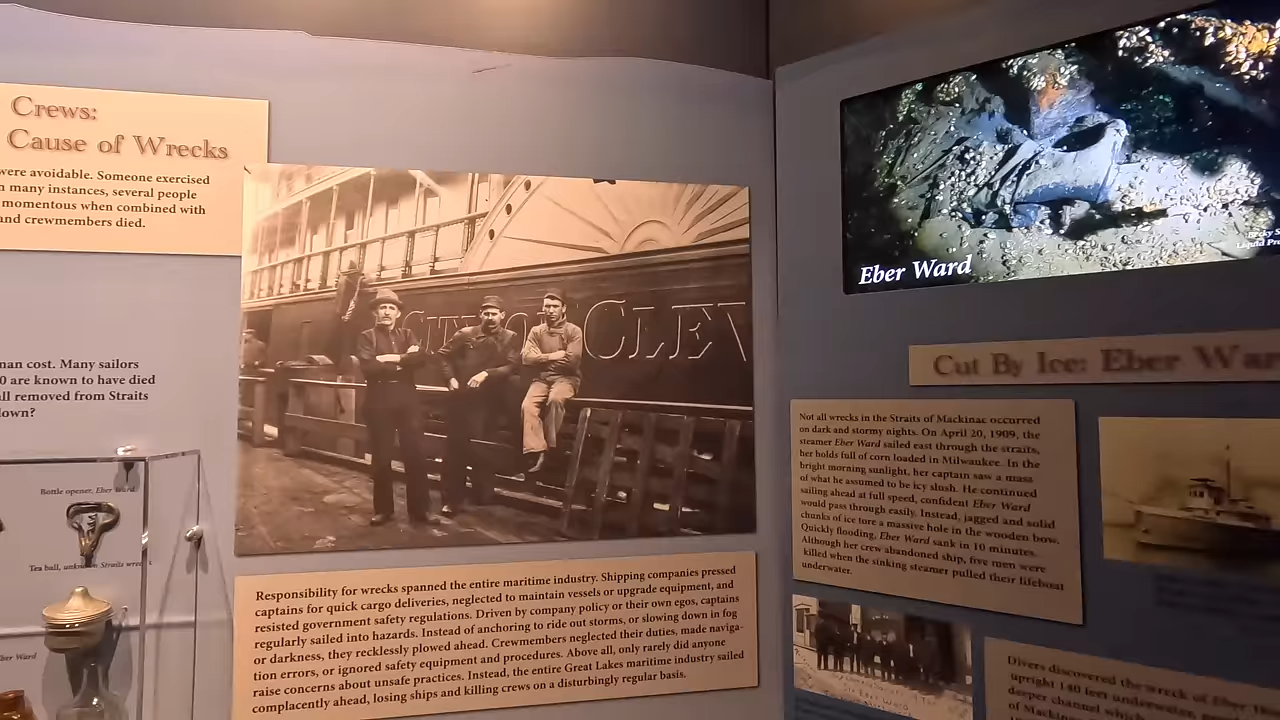 Crews:
Cause of Wrecks
were avoidable. Someone exercised
many instances, several people
momentous when combined with
and crewmembers died.
nan cost. Many sailors
0 are known to have died
all removed from Straits
down?
Bottle opener, Eber Ward
Tea ball, unknown Straits wreck
Eber Ward
CITY OF CLEV
Responsibility for wrecks spanned the entire maritime industry. Shipping companies pressed
captains for quick cargo deliveries, neglected to maintain vessels or upgrade equipment, and
resisted government safety regulations. Driven by company policy or their own egos, captains
regularly sailed into hazards. Instead of anchoring to ride out storms, or slowing down in fog
or darkness, they recklessly plowed ahead. Crewmembers neglected their duties, made naviga-
tion errors, or ignored safety equipment and procedures. Above all, only rarely did anyone
raise concerns about unsafe practices. Instead, the entire Great Lakes maritime industry sailed
complacently ahead, losing ships and killing crews on a disturbingly regular basis.
Eber Ward
Liquid Pr
Cut By Ice: Eber War
Not all wrecks in the Straits of Mackinac occurred
on dark and stormy nights. On April 20, 1909, the
steamer Eber Ward sailed east through the straits,
her holds full of corn loaded in Milwaukee. In the
bright morning sunlight, her captain saw a mass
of what he assumed to be icy slush. He continued
sailing ahead at full speed, confident Eber Ward
would pass through easily. Instead, jagged and solid
chunks of ice tore a massive hole in the wooden bow.
Quickly flooding, Eber Ward sank in 10 minutes.
Although her crew abandoned ship, five men were
killed when the sinking steamer pulled their lifeboat
underwater.
Divers discovered the wreck of Eber
upright 140 feet underwater,
deeper channel which
of Mackinac